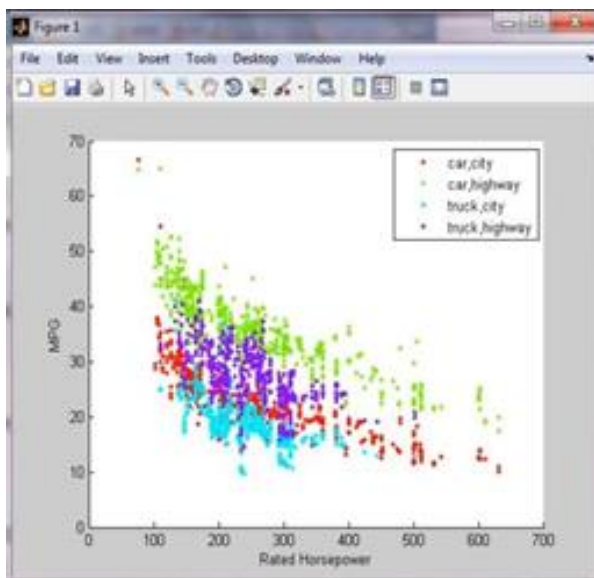 Figure 1
File Edit View Insert Tools Desktop Window Help
70
60
50
40
30
20
10
0
MPG
car,city
car,highway
truck,city
truck,highway
0 100 200 300 400 500 600 700
Rated Horsepower